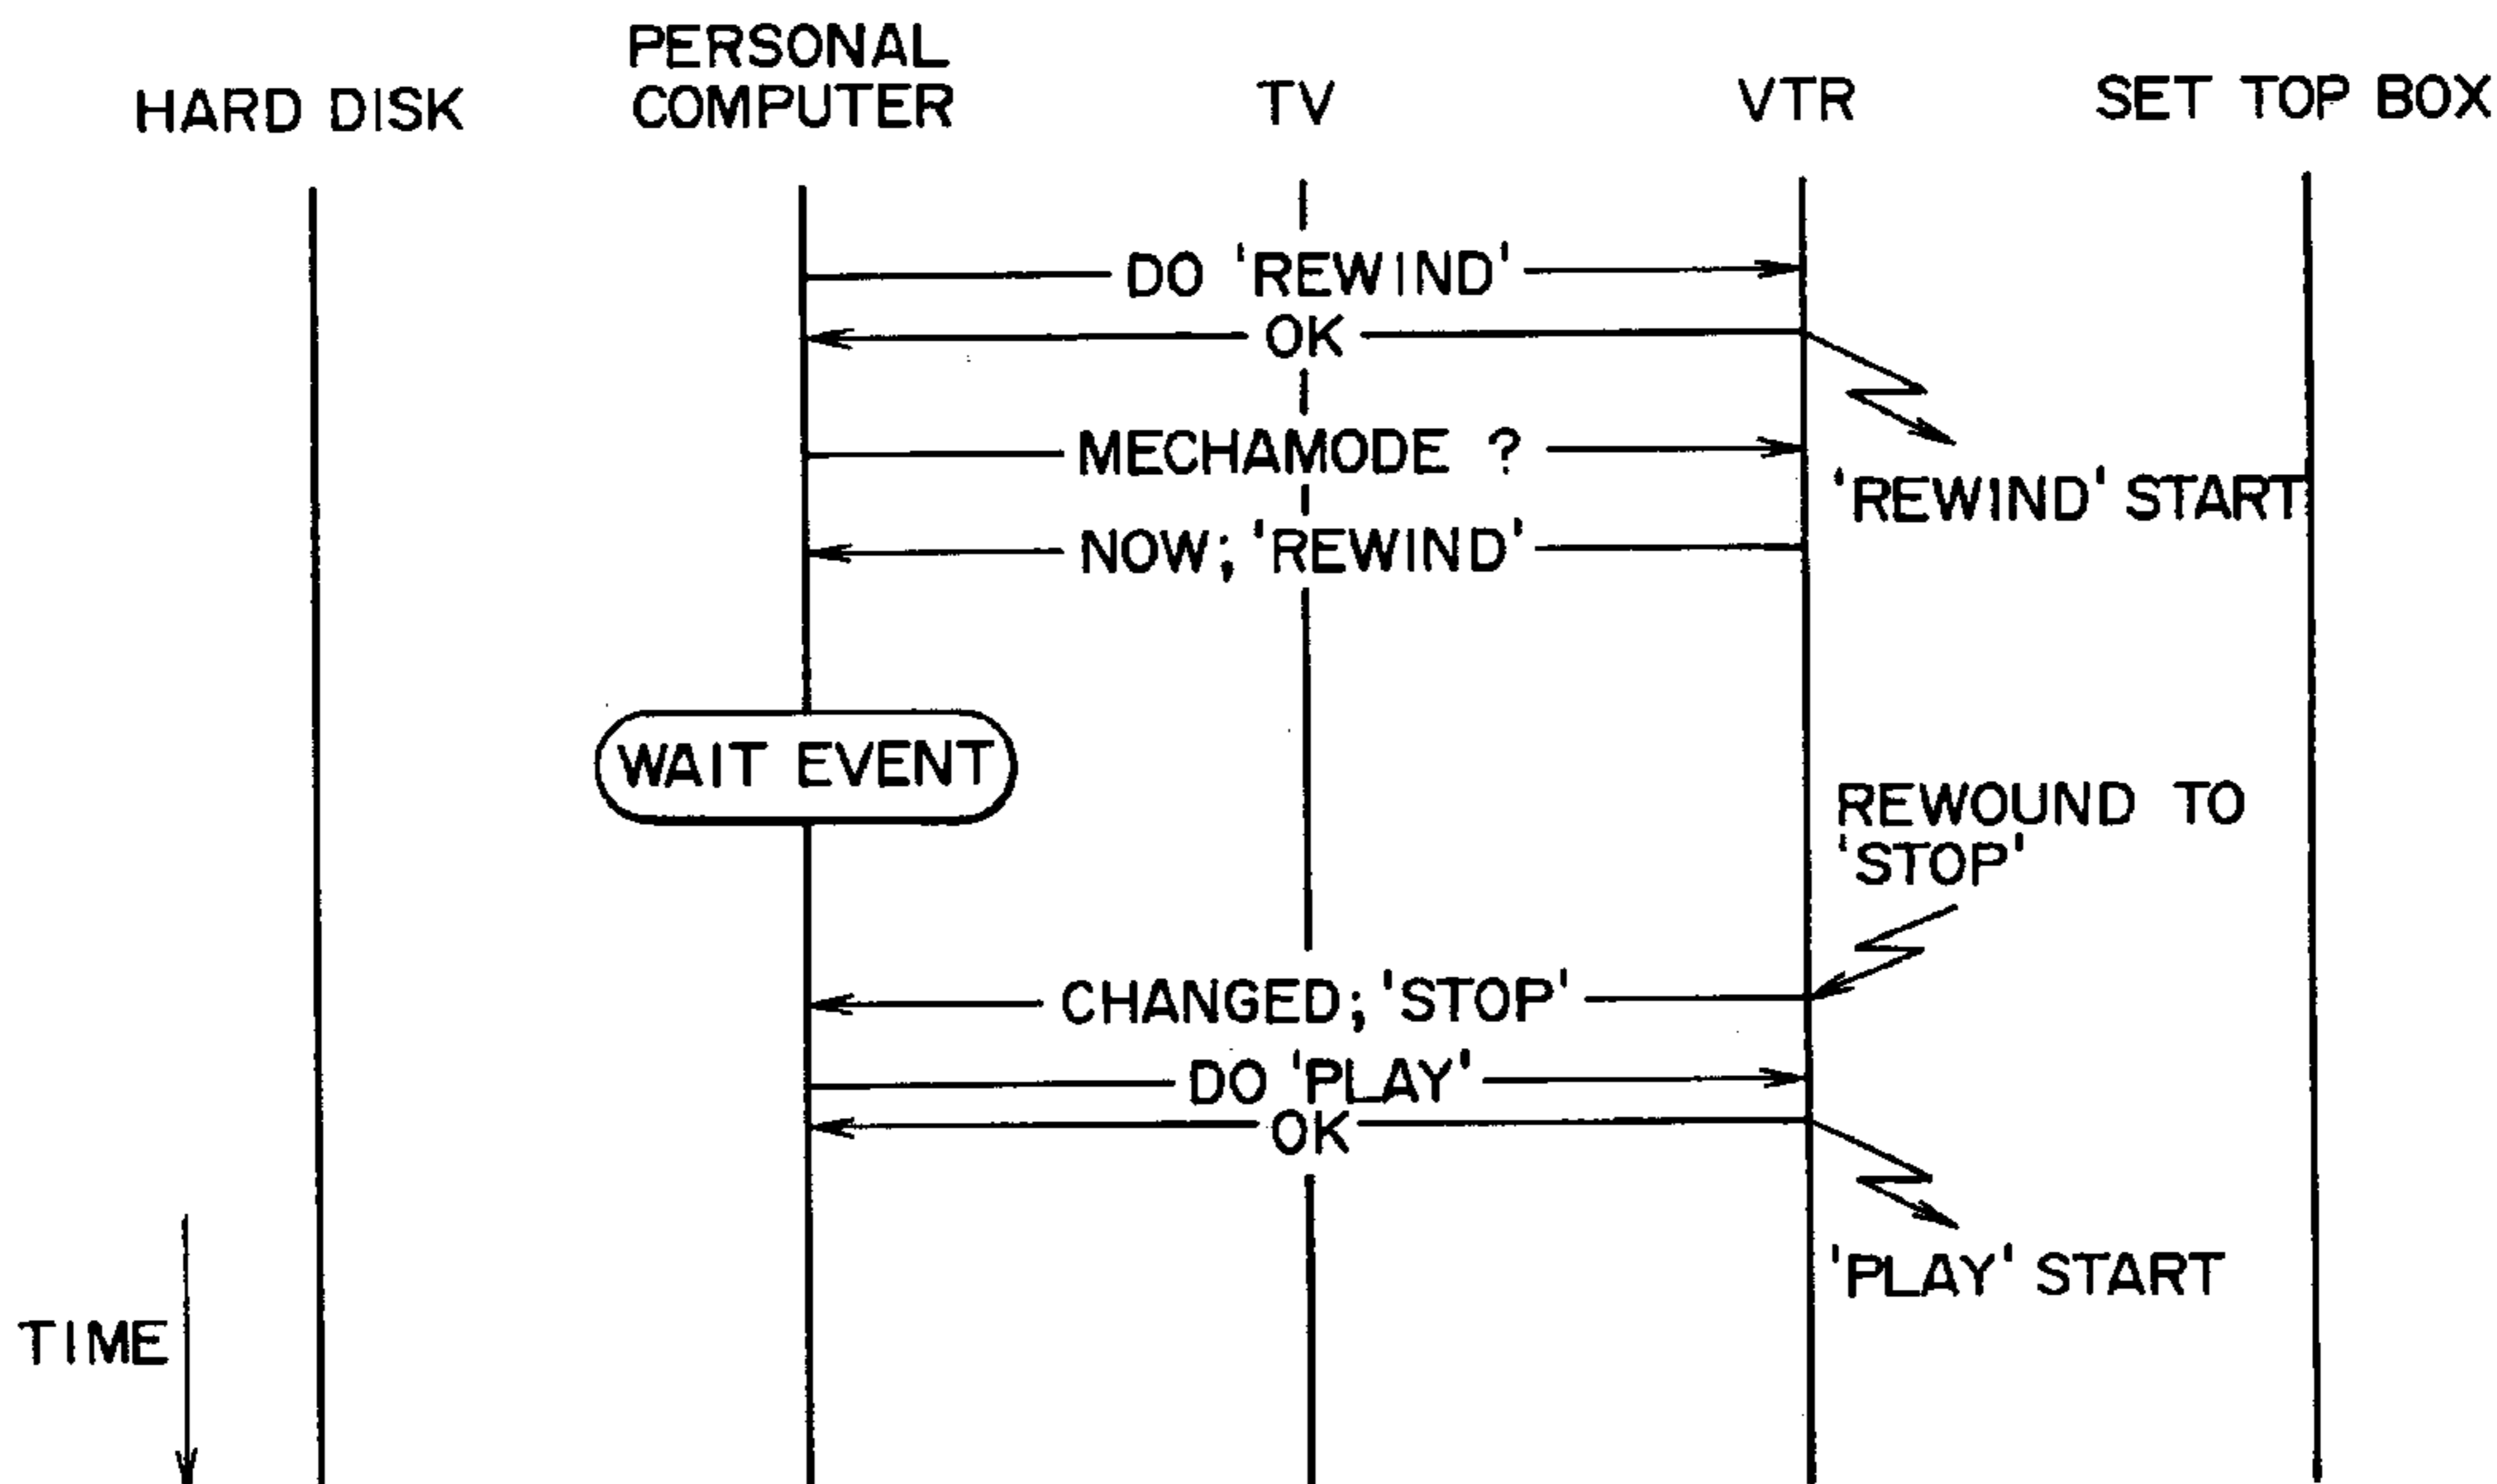 HARD DISK
PERSONAL
COMPUTER
TV
VTR
SET TOP BOX
DO 'REWIND'
OK
MECHAMODE ?
'REWIND' START
NOW; 'REWIND'
WAIT EVENT
REWOUND TO
'STOP'
CHANGED; 'STOP'
DO 'PLAY'
OK
'PLAY' START
TIME